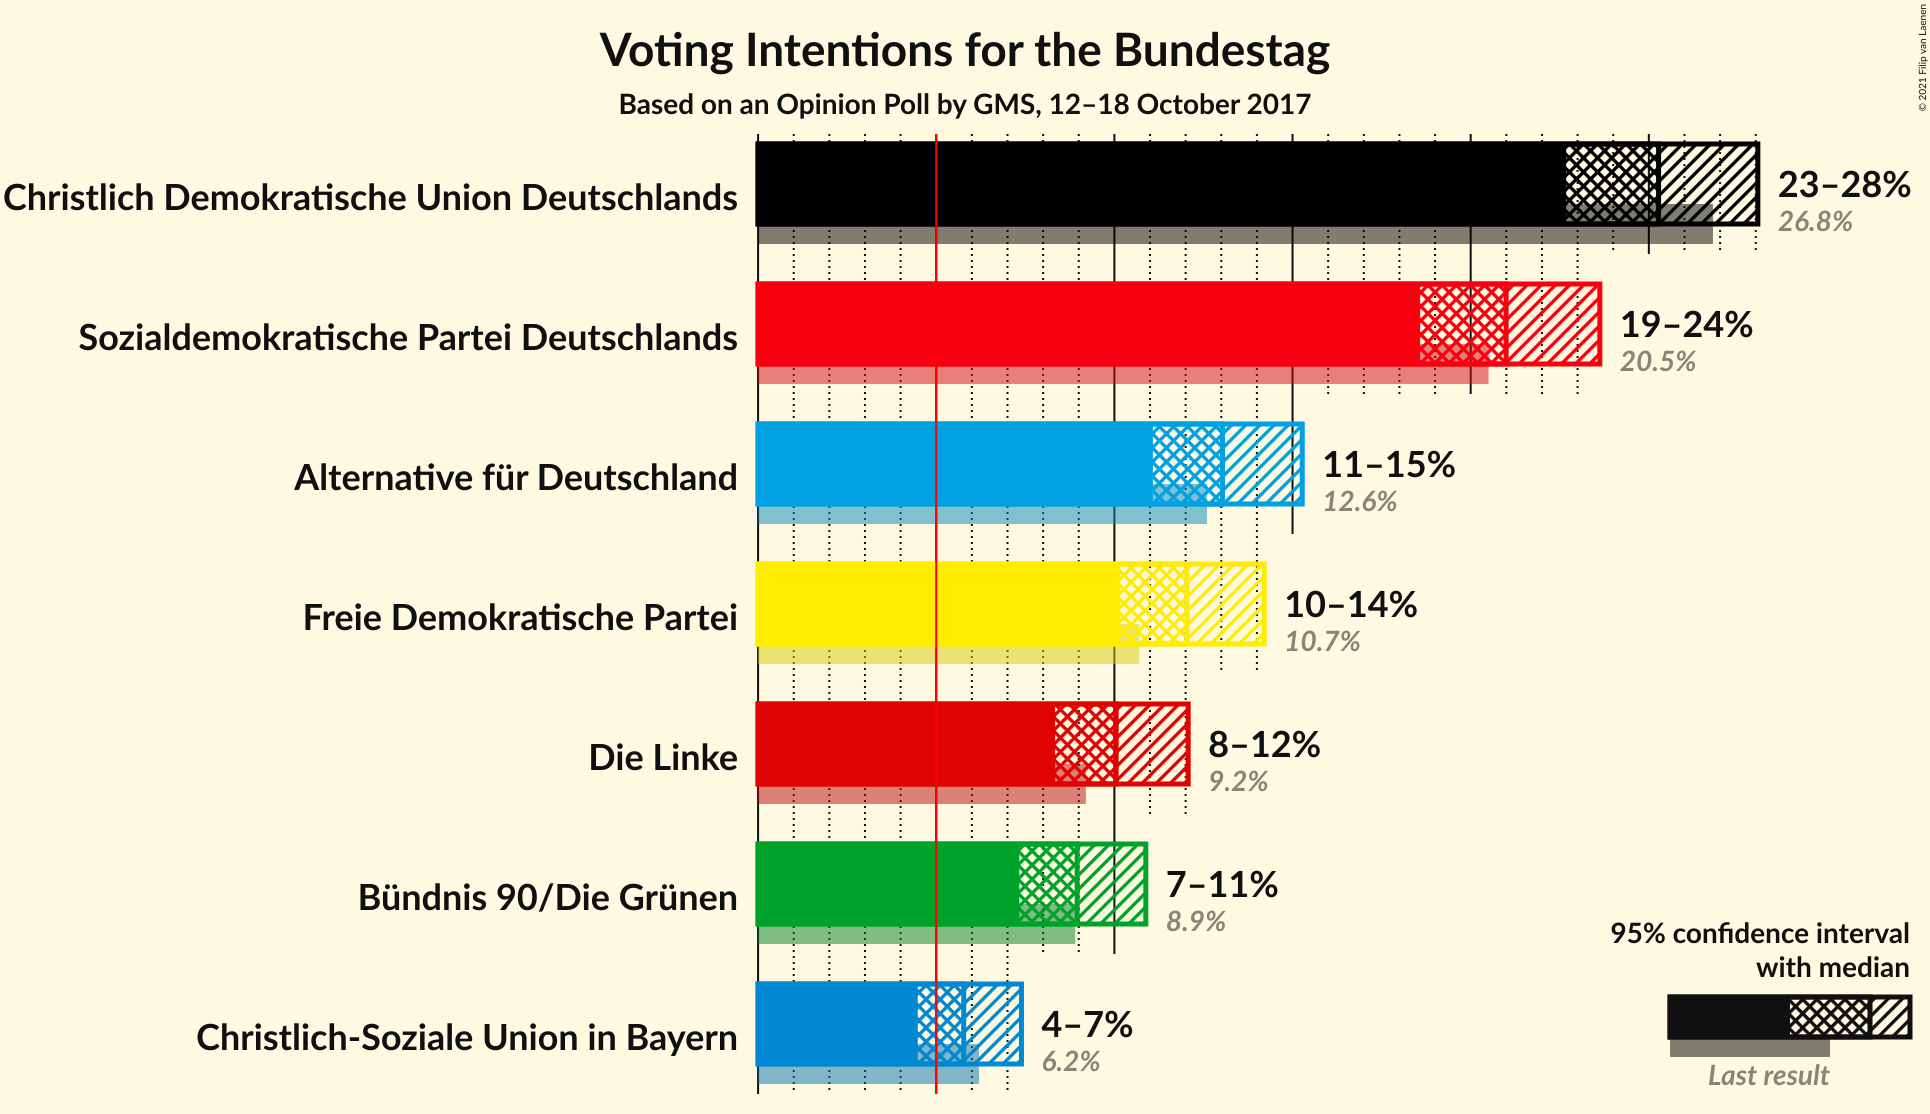 Voting Intentions for the Bundestag
Based on an Opinion Poll by GMS, 12–18 October 2017
© 2021 Filip van Laenen
Christlich Demokratische Union Deutschlands
23–28%
26.8%
Sozialdemokratische Partei Deutschlands
19–24%
20.5%
Alternative für Deutschland
11–15%
12.6%
Freie Demokratische Partei
10–14%
10.7%
Die Linke
8–12%
9.2%
Bündnis 90/Die Grünen
7–11%
8.9%
Christlich-Soziale Union in Bayern
4–7%
6.2%
95% confidence interval
with median
Last result